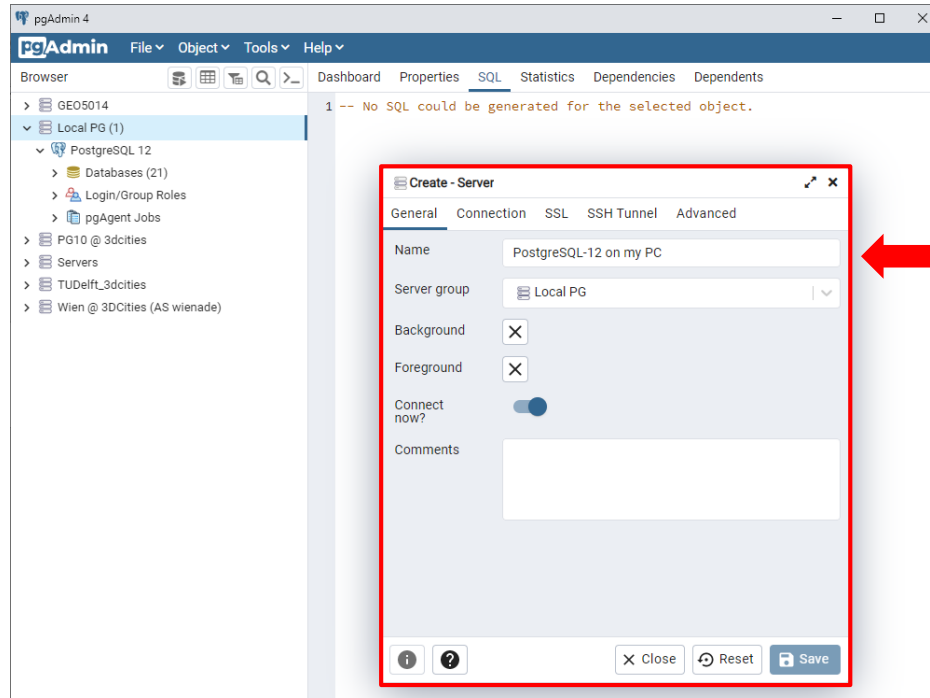 pgAdmin 4
pgAdmin File Object Tools Help
Browser Dashboard Properties SQL Statistics Dependencies Dependents
GEO5014
1 -- No SQL could be generated for the selected object.
Local PG (1)
PostgreSQL 12
Databases (21)
Login/Group Roles
pgAgent Jobs
PG10 @ 3dcities
Servers
TUDelft_3dcities
Wien @ 3DCities (AS wienade)
Create - Server
General Connection SSL SSH Tunnel Advanced
Name PostgreSQL-12 on my PC
Server group Local PG
Background
Foreground
Connect
now?
Comments
Close Reset Save